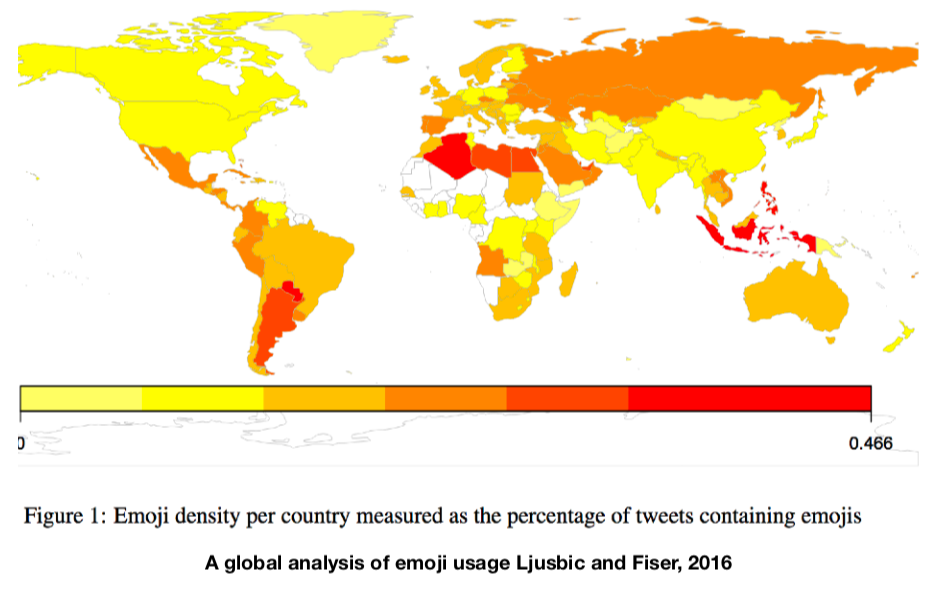 0
0.466
Figure 1: Emoji density per country measured as the percentage of tweets containing emojis
A global analysis of emoji usage Ljusbic and Fiser, 2016